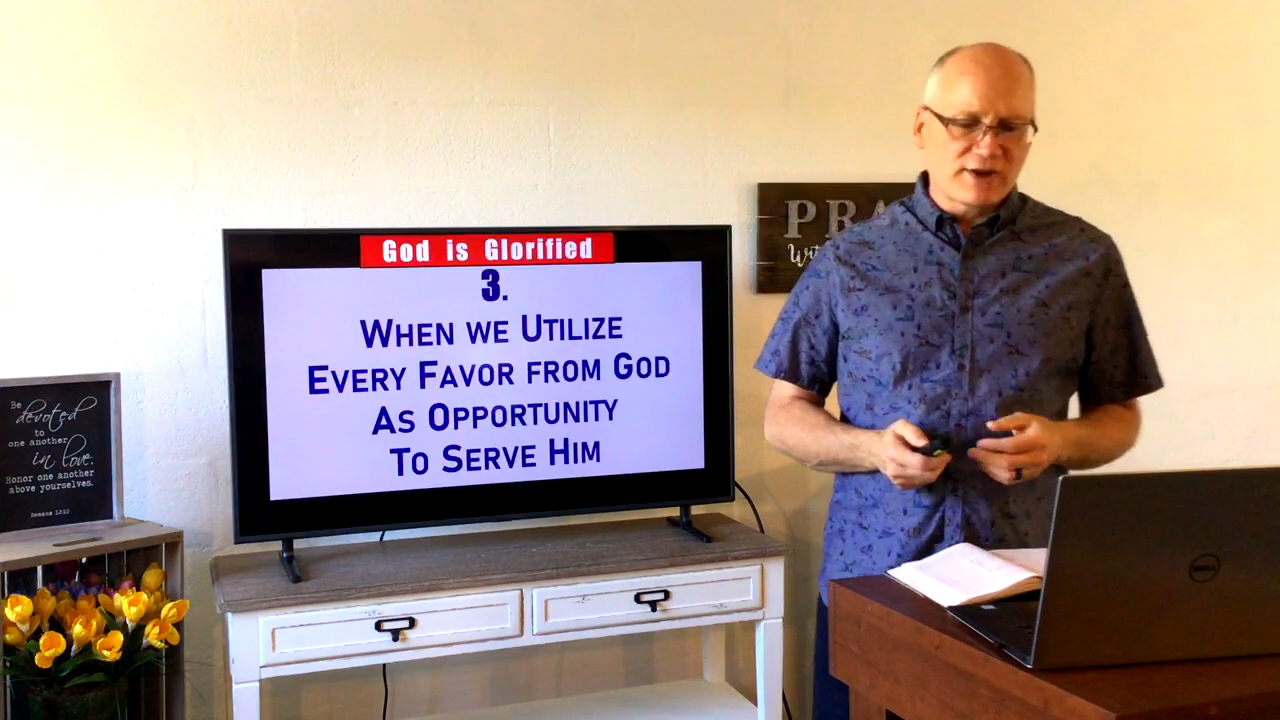 God is Glorified
3.
WHEN WE UTILIZE
EVERY FAVOR FROM GOD
AS OPPORTUNITY
TO SERVE HIM
PRA
Be
devoted
to
one another
in love.
Honor one another
above yourselves.
Romans 12:10
DELL